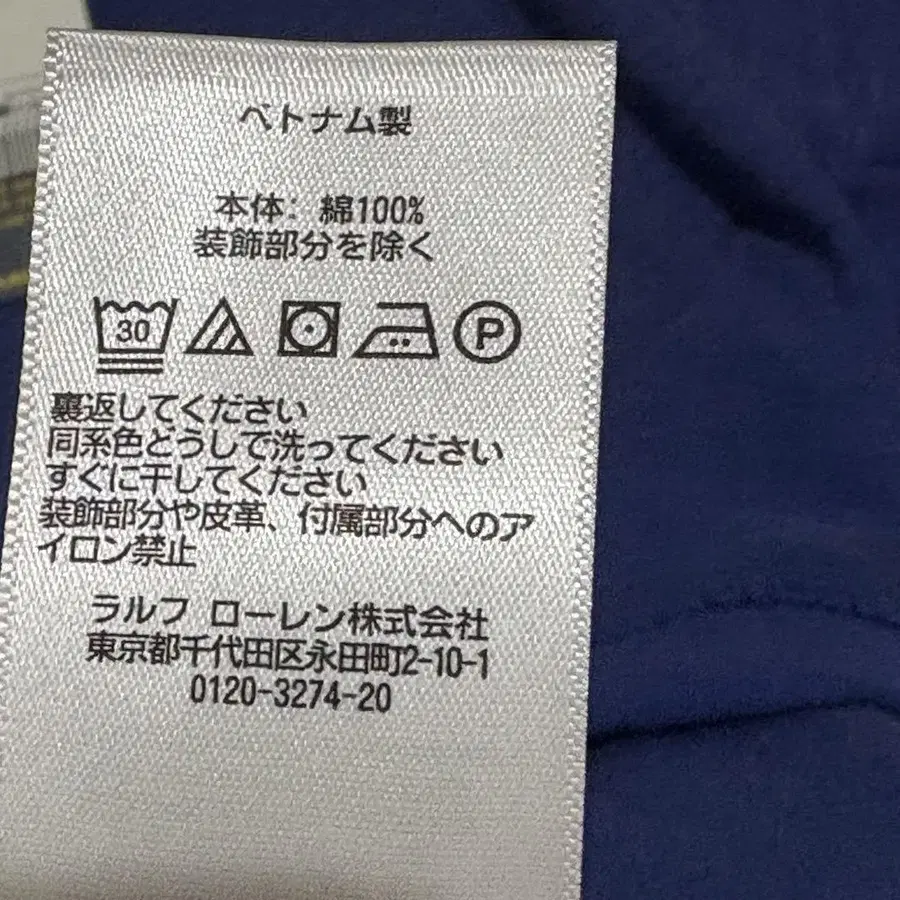 ベトナム製
本体: 綿100%
装飾部分を除く
30 P
裏返してください
同系色どうしで洗ってください
すぐに干してください
装飾部分や皮革、付属部分へのア
イロン禁止
ラルフ ローレン株式会社
東京都千代田区永田町2-10-1
0120-3274-20